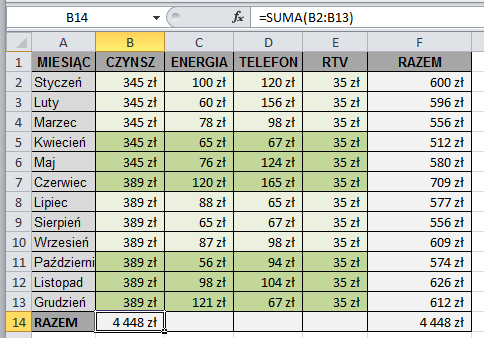 B14 fx =SUMA(B2:B13)
A B C D E F
1 MIESIĄC CZYNSZ ENERGIA TELEFON RTV RAZEM
2 Styczeń 345 zł 100 zł 120 zł 35 zł 600 zł
3 Luty 345 zł 60 zł 156 zł 35 zł 596 zł
4 Marzec 345 zł 78 zł 98 zł 35 zł 556 zł
5 Kwiecień 345 zł 65 zł 67 zł 35 zł 512 zł
6 Maj 345 zł 76 zł 124 zł 35 zł 580 zł
7 Czerwiec 389 zł 120 zł 165 zł 35 zł 709 zł
8 Lipiec 389 zł 88 zł 65 zł 35 zł 577 zł
9 Sierpień 389 zł 65 zł 67 zł 35 zł 556 zł
10 Wrzesień 389 zł 87 zł 98 zł 35 zł 609 zł
11 Październi 389 zł 56 zł 94 zł 35 zł 574 zł
12 Listopad 389 zł 98 zł 104 zł 35 zł 626 zł
13 Grudzień 389 zł 121 zł 67 zł 35 zł 612 zł
14 RAZEM 4 448 zł 4 448 zł